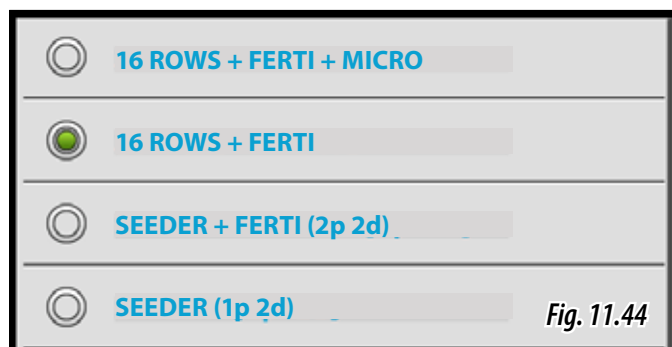 16 ROWS + FERTI + MICRO
16 ROWS + FERTI
SEEDER + FERTI (2p 2d)
SEEDER (1p 2d)
Fig. 11.44